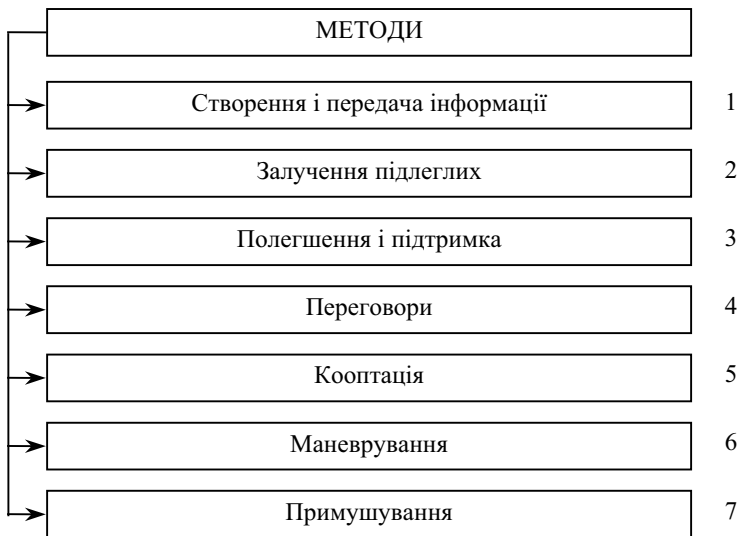 МЕТОДИ
Створення і передача інформації 1
Залучення підлеглих 2
Полегшення і підтримка 3
Переговори 4
Кооптація 5
Маневрування 6
Примушування 7